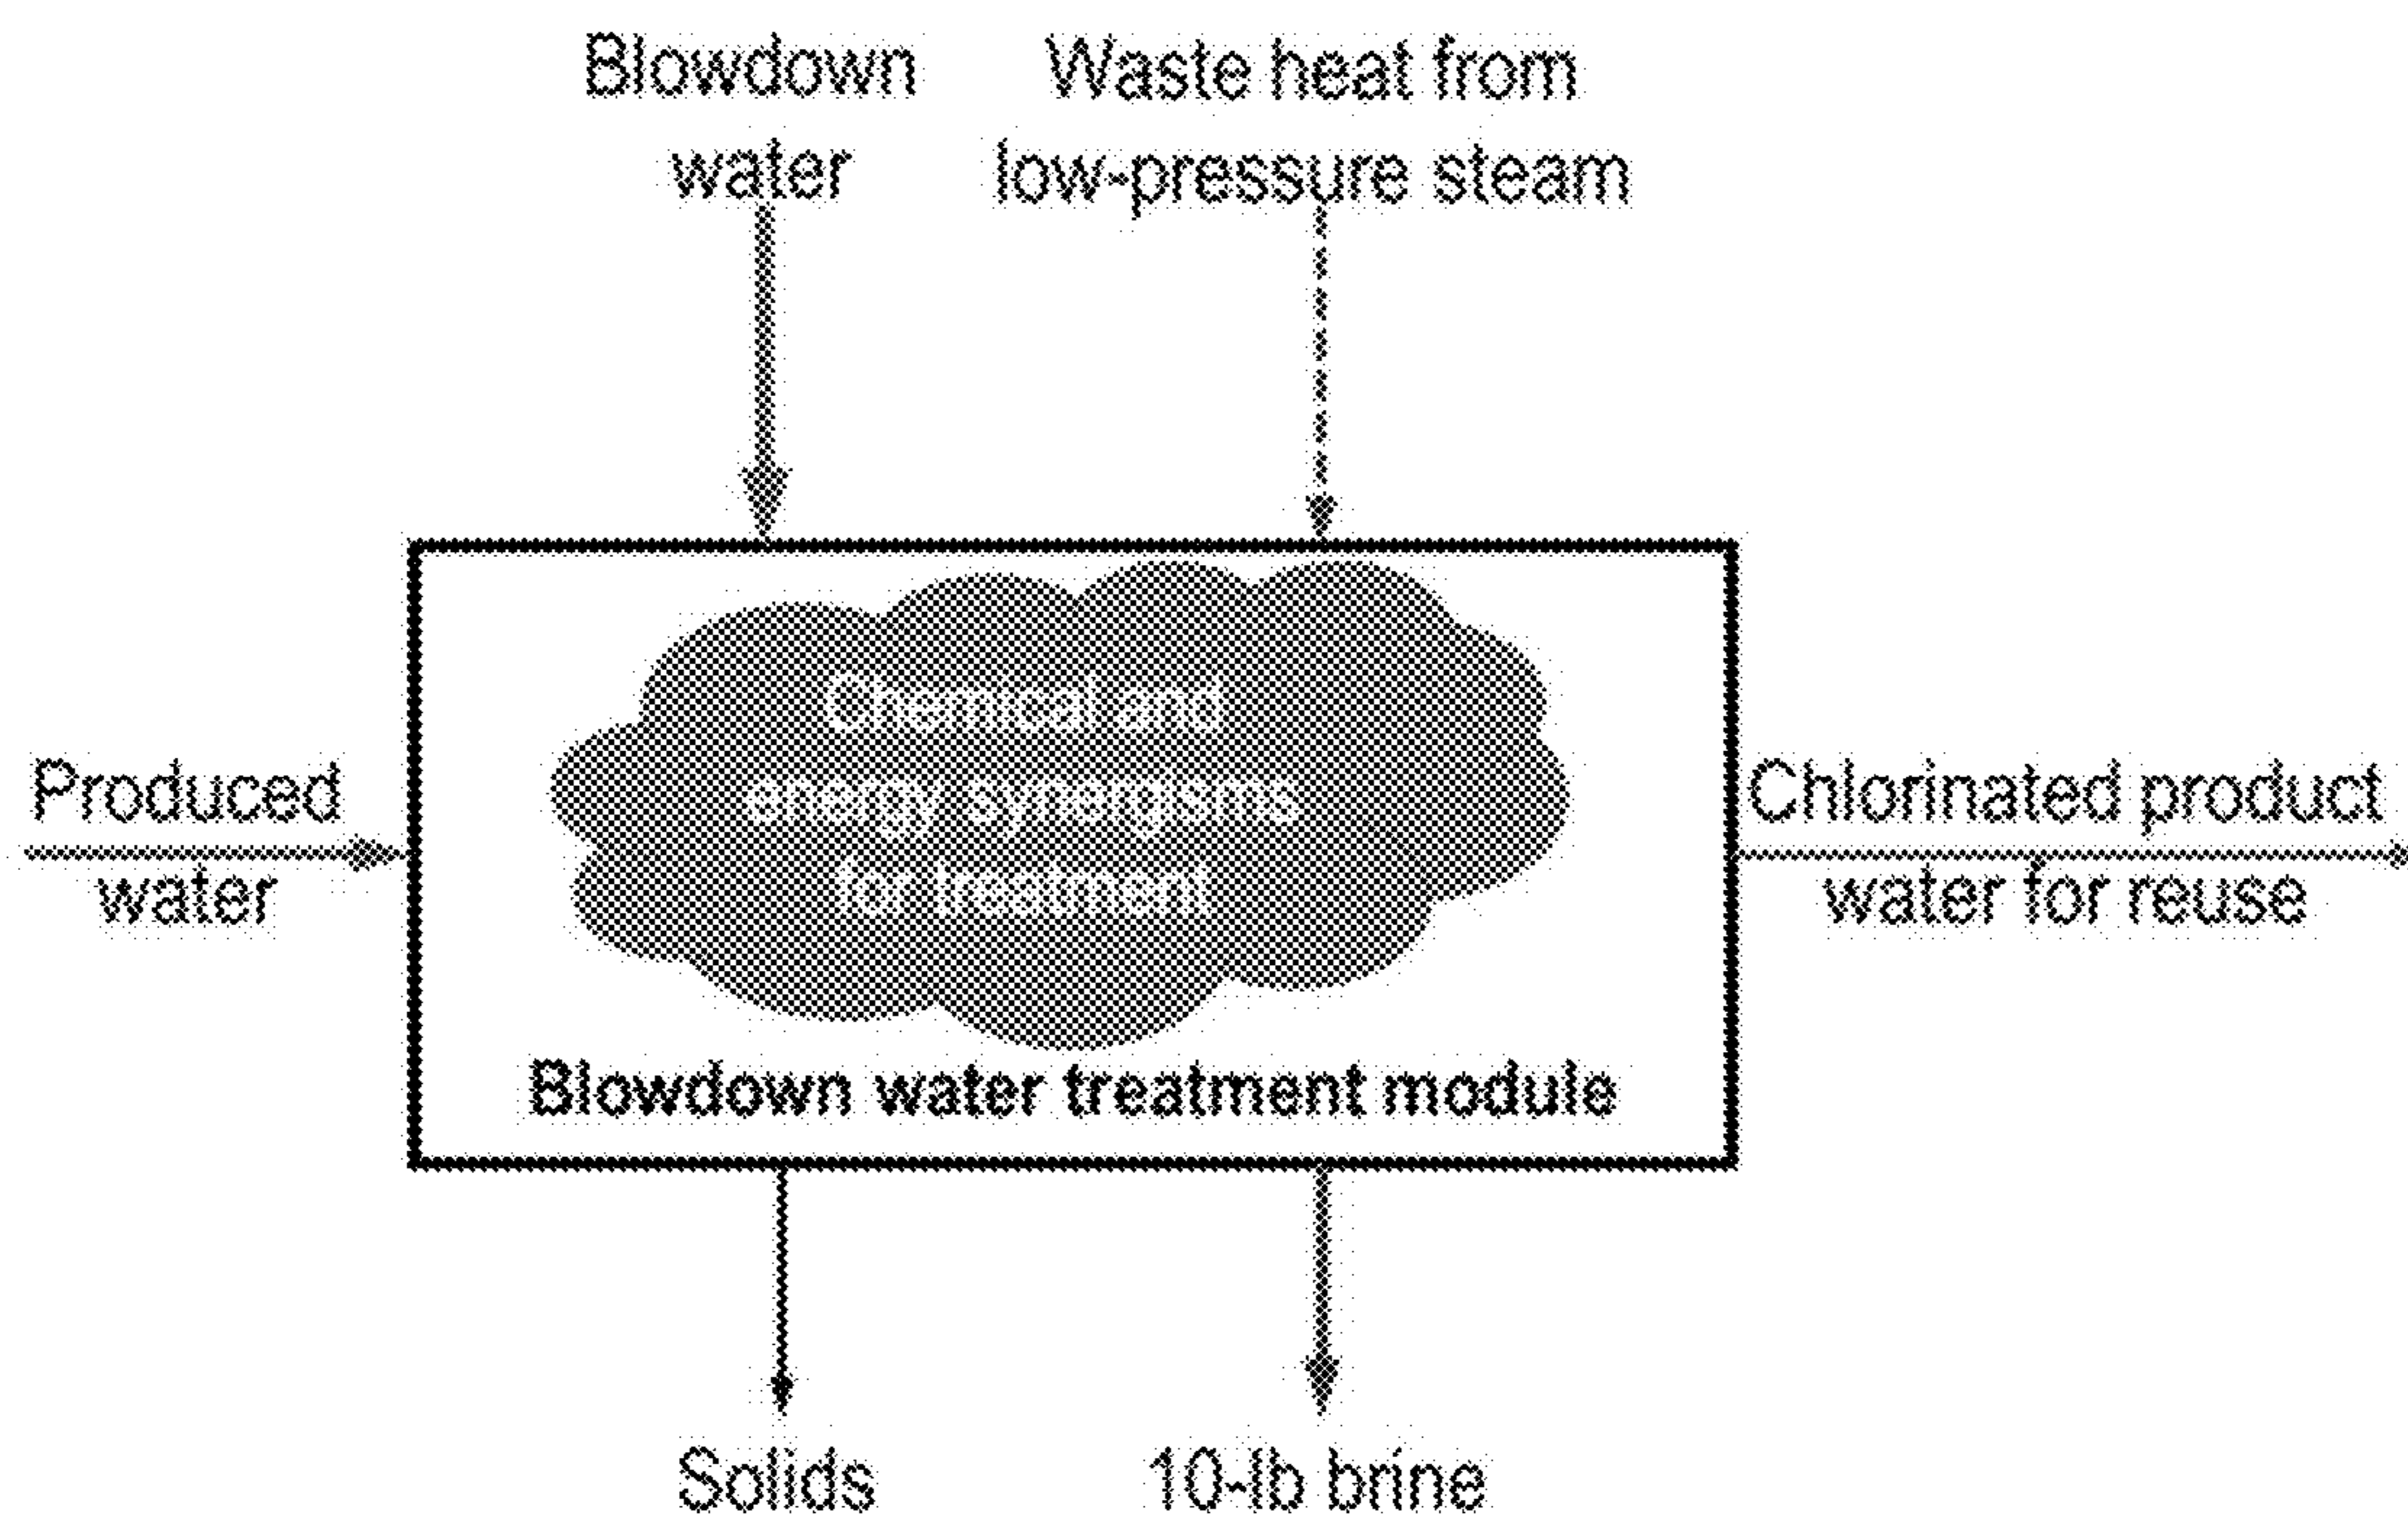 Blowdown
water
Waste heat from
low-pressure steam
Chemical and
energy synergisms
for treatment
Produced
water
Chlorinated product
water for reuse
Blowdown water treatment module
Solids
10-lb brine